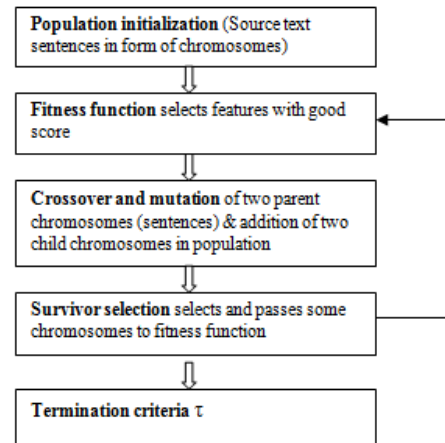 Population initialization (Source text
sentences in form of chromosomes)
Fitness function selects features with good
score
Crossover and mutation of two parent
chromosomes (sentences) & addition of two
child chromosomes in population
Survivor selection selects and passes some
chromosomes to fitness function
Termination criteria τ